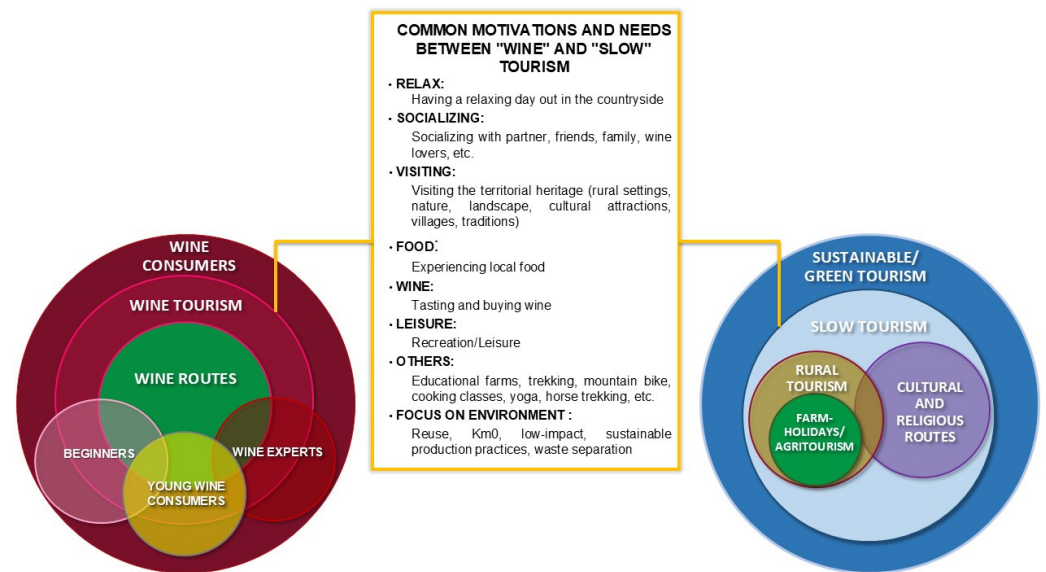 COMMON MOTIVATIONS AND NEEDS
BETWEEN "WINE" AND "SLOW"
TOURISM
• RELAX:
Having a relaxing day out in the countryside
• SOCIALIZING:
Socializing with partner, friends, family, wine
lovers, etc.
• VISITING:
Visiting the territorial heritage (rural settings,
nature, landscape, cultural attractions,
villages, traditions)
• FOOD:
Experiencing local food
• WINE:
Tasting and buying wine
• LEISURE:
Recreation/Leisure
• OTHERS:
Educational farms, trekking, mountain bike,
cooking classes, yoga, horse trekking, etc.
• FOCUS ON ENVIRONMENT :
Reuse, Km0, low-impact, sustainable
production practices, waste separation
WINE
CONSUMERS
WINE TOURISM
WINE ROUTES
BEGINNERS
WINE EXPERTS
YOUNG WINE
CONSUMERS
SUSTAINABLE/
GREEN TOURISM
SLOW TOURISM
RURAL
TOURISM
FARM-
HOLIDAYS/
AGRITOURISM
CULTURAL
AND
RELIGIOUS
ROUTES